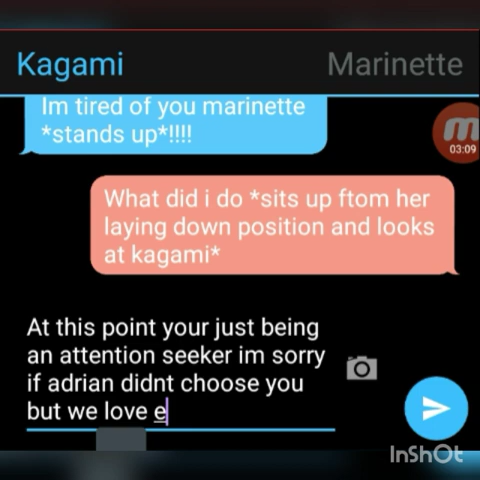 Kagami Marinette
Im tired of you marinette
*stands up*!!!!
03:09
What did i do *sits up ftom her
laying down position and looks
at kagami*
At this point your just being
an attention seeker im sorry
if adrian didnt choose you
but we love e
InShOt